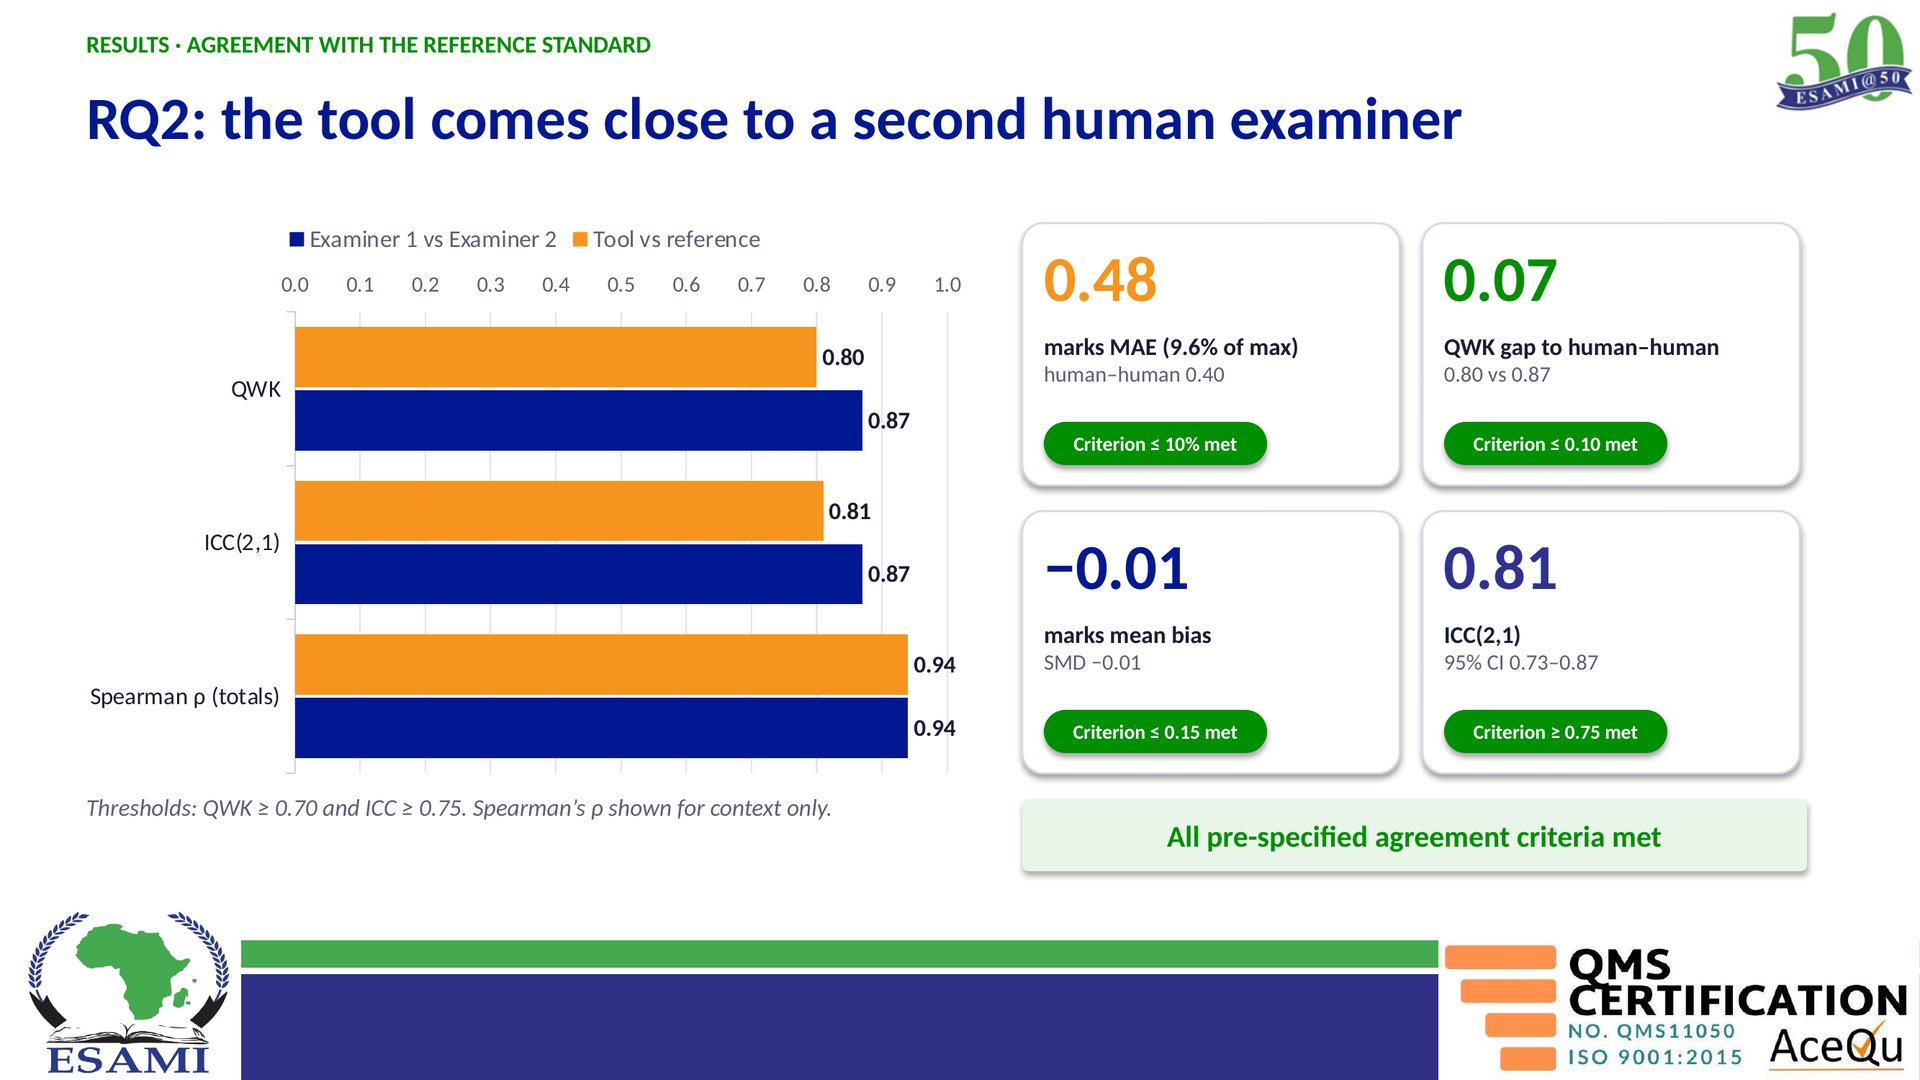 RESULTS · AGREEMENT WITH THE REFERENCE STANDARD
50
ESAMI@50
RQ2: the tool comes close to a second human examiner
Examiner 1 vs Examiner 2 Tool vs reference
0.0 0.1 0.2 0.3 0.4 0.5 0.6 0.7 0.8 0.9 1.0
QWK
0.80
0.87
ICC(2,1)
0.81
0.87
Spearman ρ (totals)
0.94
0.94
Thresholds: QWK ≥ 0.70 and ICC ≥ 0.75. Spearman’s ρ shown for context only.
0.48
marks MAE (9.6% of max)
human–human 0.40
Criterion ≤ 10% met
0.07
QWK gap to human–human
0.80 vs 0.87
Criterion ≤ 0.10 met
−0.01
marks mean bias
SMD −0.01
Criterion ≤ 0.15 met
0.81
ICC(2,1)
95% CI 0.73–0.87
Criterion ≥ 0.75 met
All pre-specified agreement criteria met
ESAMI
QMS
CERTIFICATION
NO. QMS11050
ISO 9001:2015
AceQu